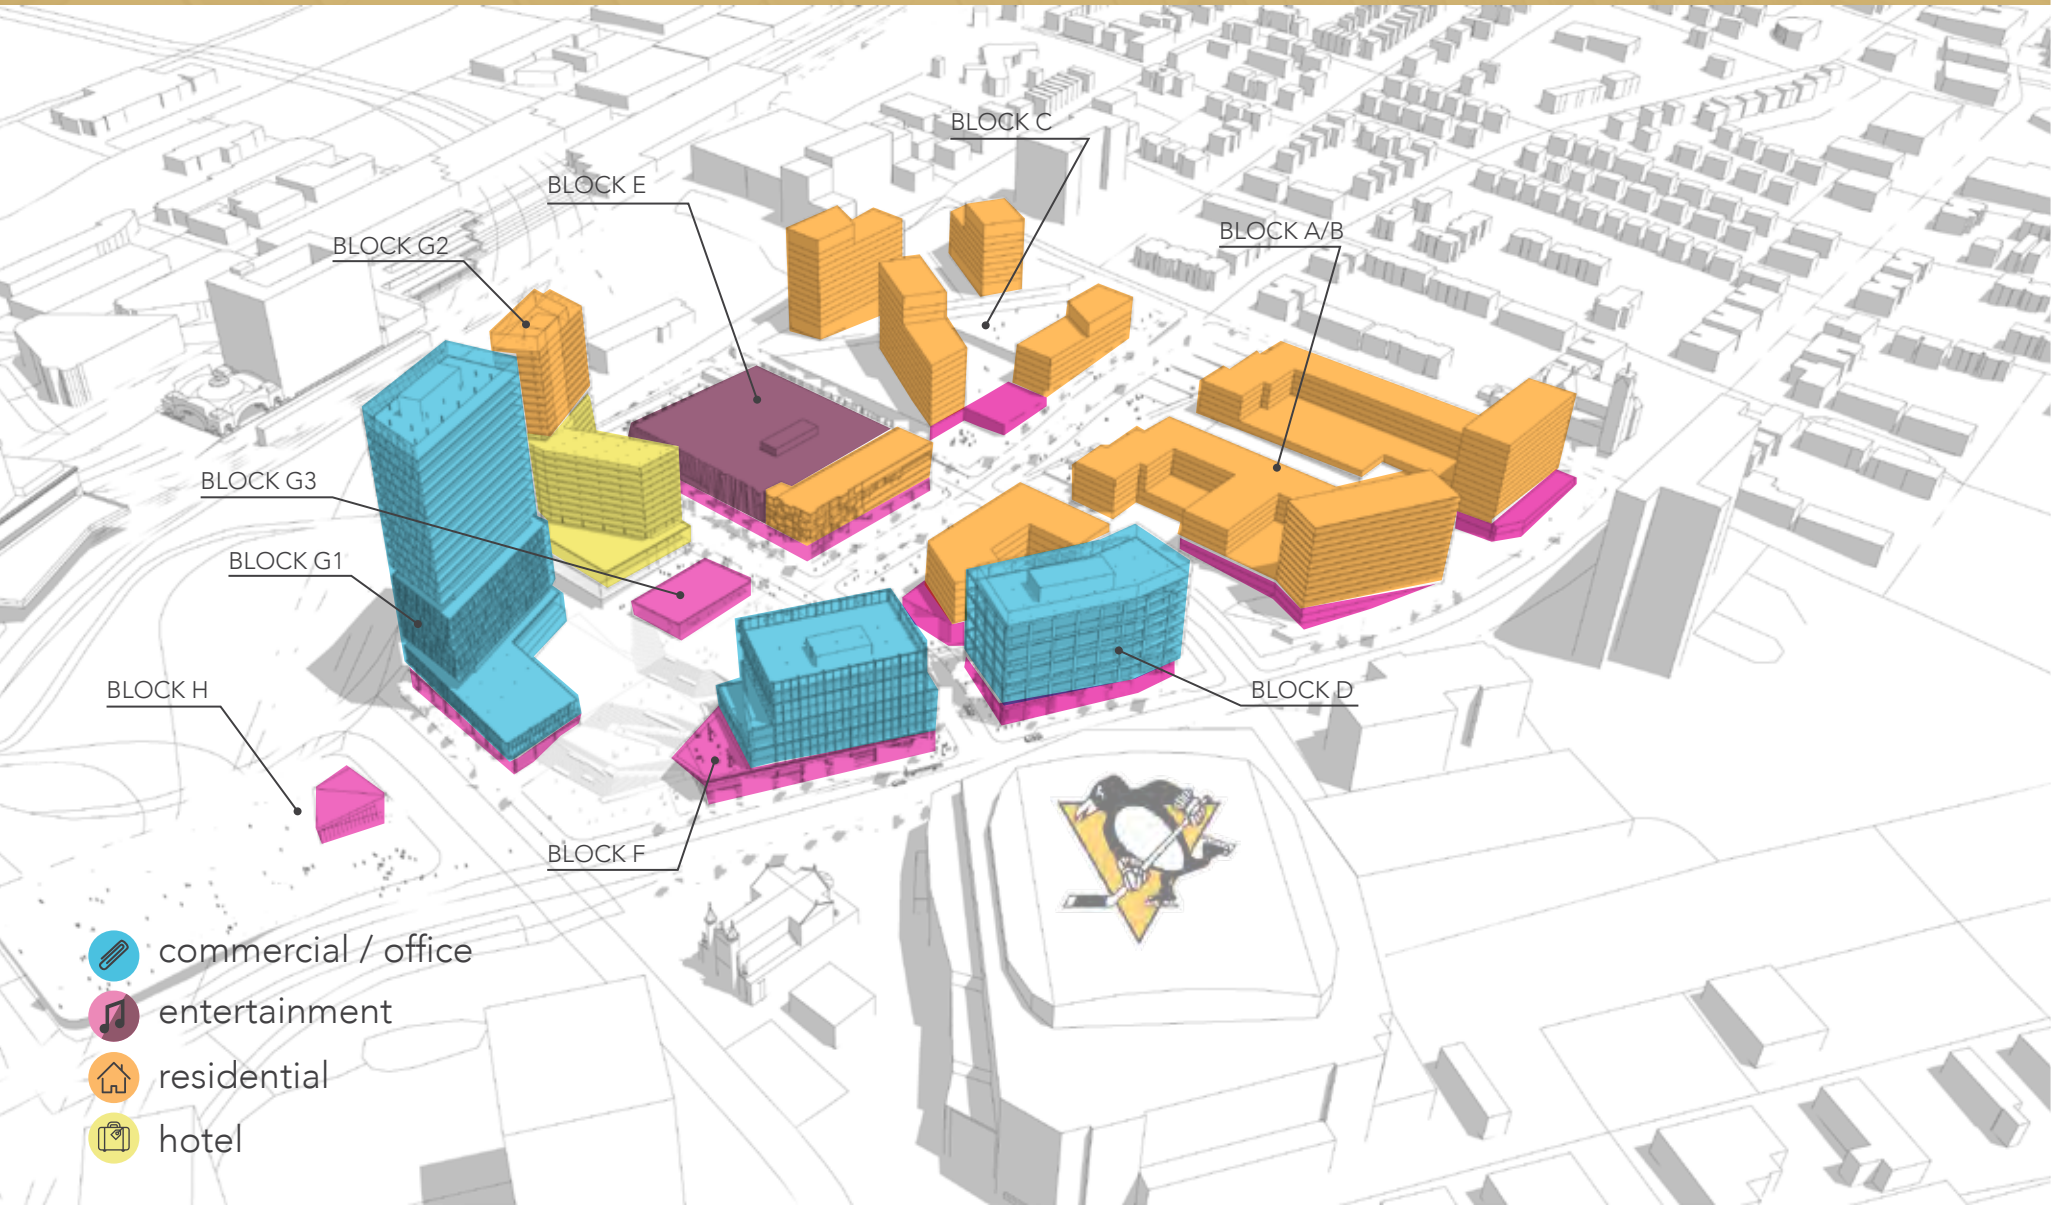 BLOCK C
BLOCK E
BLOCK A/B
BLOCK G2
BLOCK G3
BLOCK G1
BLOCK H
BLOCK D
BLOCK F
commercial / office
entertainment
residential
hotel